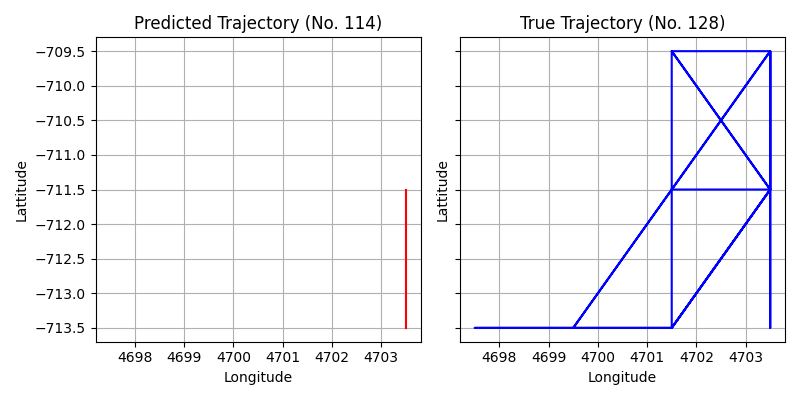 Predicted Trajectory (No. 114)
True Trajectory (No. 128)
Lattitude
−709.5
−710.0
−710.5
−711.0
−711.5
−712.0
−712.5
−713.0
−713.5
4698 4699 4700 4701 4702 4703
Longitude
Lattitude
4698 4699 4700 4701 4702 4703
Longitude